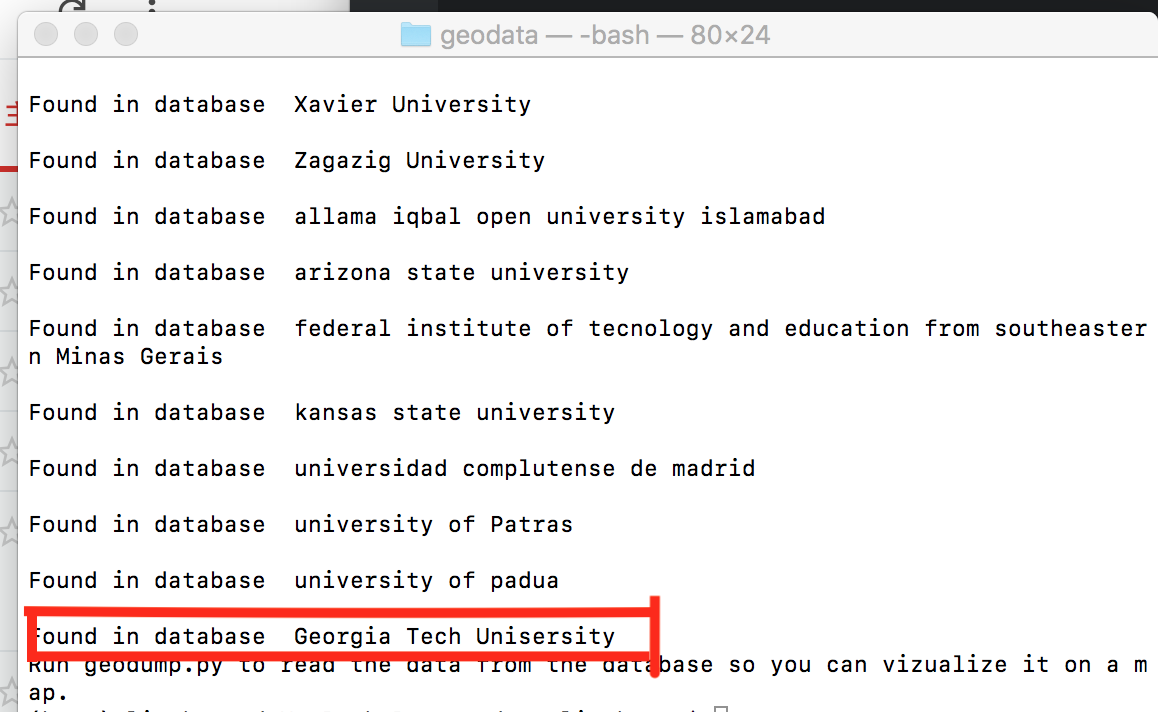 geodata — -bash — 80×24
Found in database  Xavier University
Found in database  Zagazig University
Found in database  allama iqbal open university islamabad
Found in database  arizona state university
Found in database  federal institute of tecnology and education from southeaster
n Minas Gerais
Found in database  kansas state university
Found in database  universidad complutense de madrid
Found in database  university of Patras
Found in database  university of padua
Found in database  Georgia Tech Unisersity
Run geodump.py to read the data from the database so you can vizualize it on a m
ap.